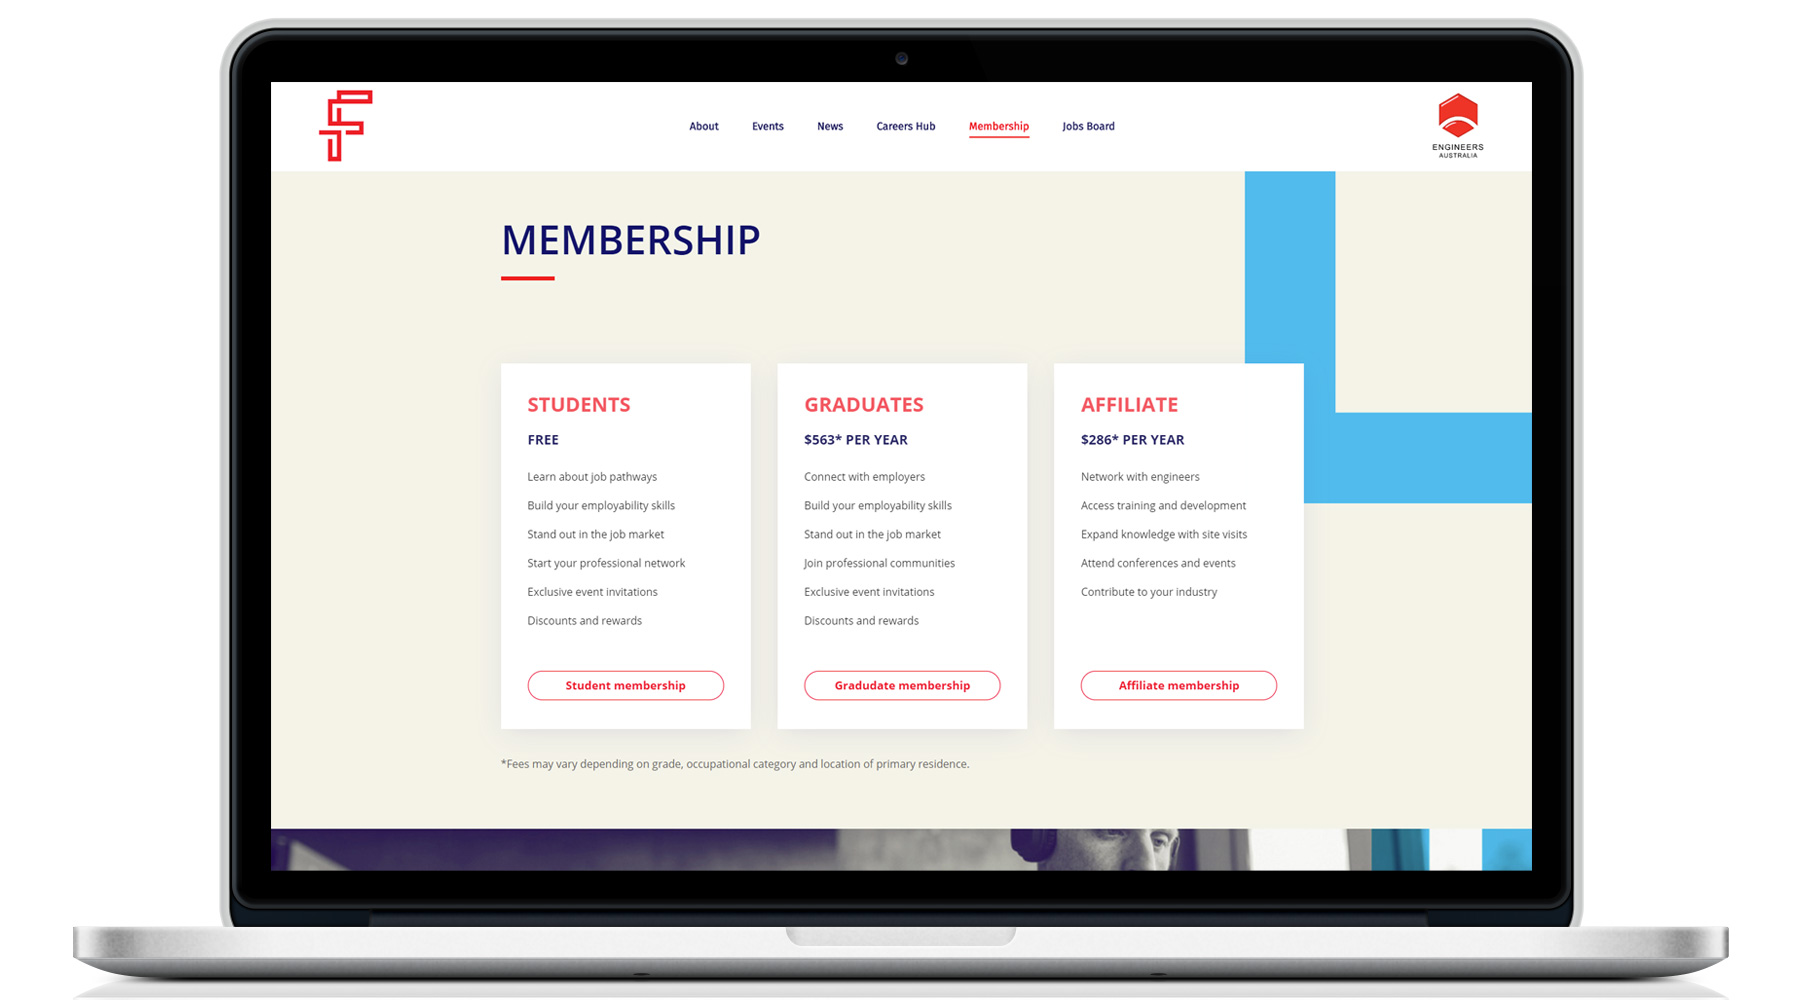 About Events News Careers Hub Membership Jobs Board
ENGINEERS
AUSTRALIA
MEMBERSHIP
STUDENTS
FREE
Learn about job pathways
Build your employability skills
Stand out in the job market
Start your professional network
Exclusive event invitations
Discounts and rewards
Student membership
GRADUATES
$563* PER YEAR
Connect with employers
Build your employability skills
Stand out in the job market
Join professional communities
Exclusive event invitations
Discounts and rewards
Gradudate membership
AFFILIATE
$286* PER YEAR
Network with engineers
Access training and development
Expand knowledge with site visits
Attend conferences and events
Contribute to your industry
Affiliate membership
*Fees may vary depending on grade, occupational category and location of primary residence.